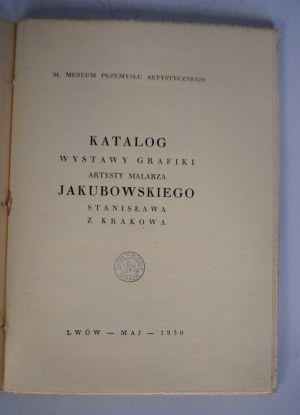 M. MUZEUM PRZEMYSŁU ARTYSTYCZNEGO
KATALOG
WYSTAWY GRAFIKI
ARTYSTY MALARZA
JAKUBOWSKIEGO
STANISŁAWA
Z KRAKOWA
LWÓW — MAJ — 1930